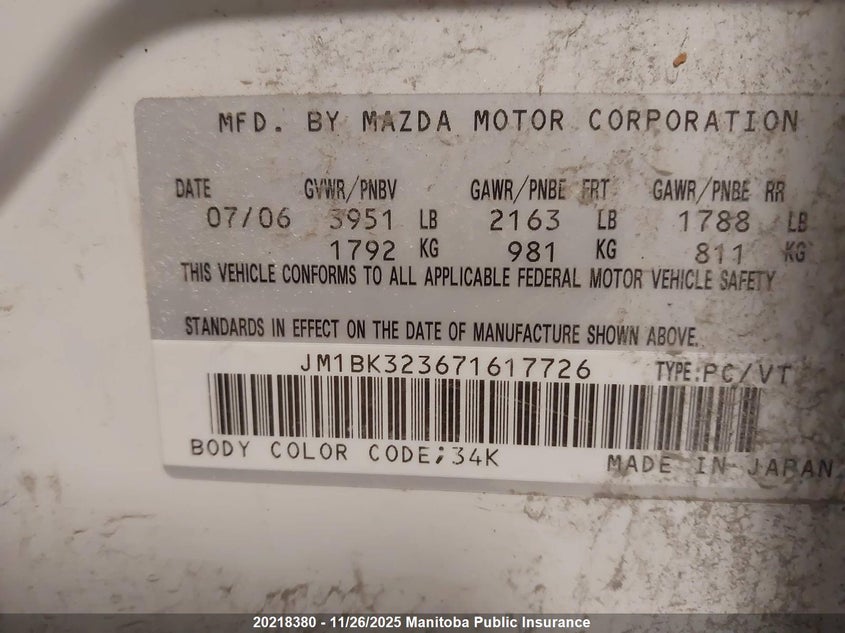 MFD. BY MAZDA MOTOR CORPORATION
DATE GVWR/PNBV GAWR/PNBE FRT GAWR/PNBE RR
07/06 3951 LB 2163 LB 1788 LB
1792 KG 981 KG 811 KG
THIS VEHICLE CONFORMS TO ALL APPLICABLE FEDERAL MOTOR VEHICLE SAFETY
STANDARDS IN EFFECT ON THE DATE OF MANUFACTURE SHOWN ABOVE.
JM1BK323671617726 TYPE:PC/VT
BODY COLOR CODE;34K MADE IN JAPAN
20218380 - 11/26/2025 Manitoba Public Insurance